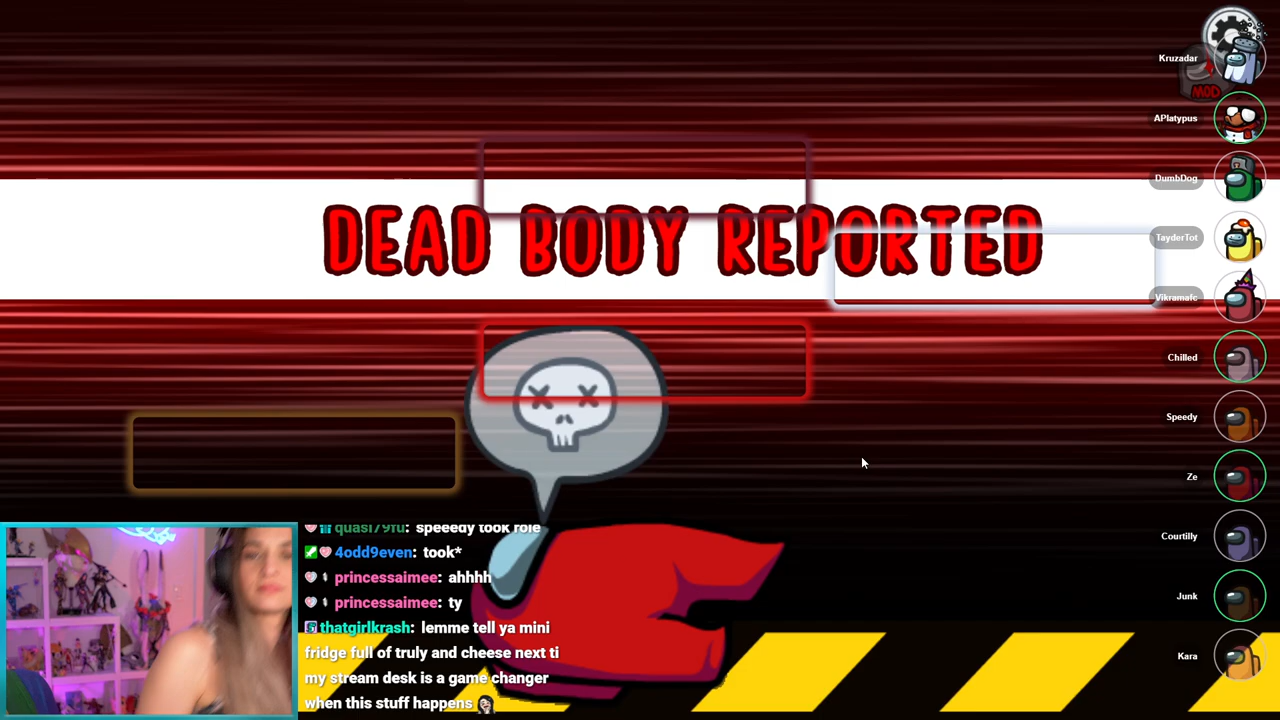 Kruzadar
MOD
APlatypus
DumbDog
DEAD BODY REPORTED
TayderTot
Vikramafc
Chilled
Speedy
Ze
Courtilly
Junk
Kara
quasi79fu: speeedy took role
4odd9even: took*
princessaimee: ahhhh
princessaimee: ty
thatgirlkrash: lemme tell ya mini
fridge full of truly and cheese next ti
my stream desk is a game changer
when this stuff happens